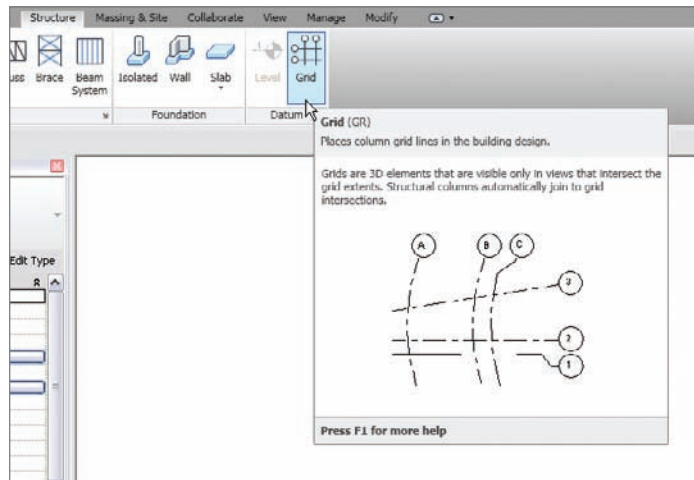 Structure Massing & Site Collaborate View Manage Modify
Brace Beam System Isolated Wall Slab Level Grid
Foundation Datum
Grid (GR)
Places column grid lines in the building design.
Grids are 3D elements that are visible only in views that intersect the
grid extents. Structural columns automatically join to grid
intersections.
Edit Type
A B C
3
2
1
Press F1 for more help